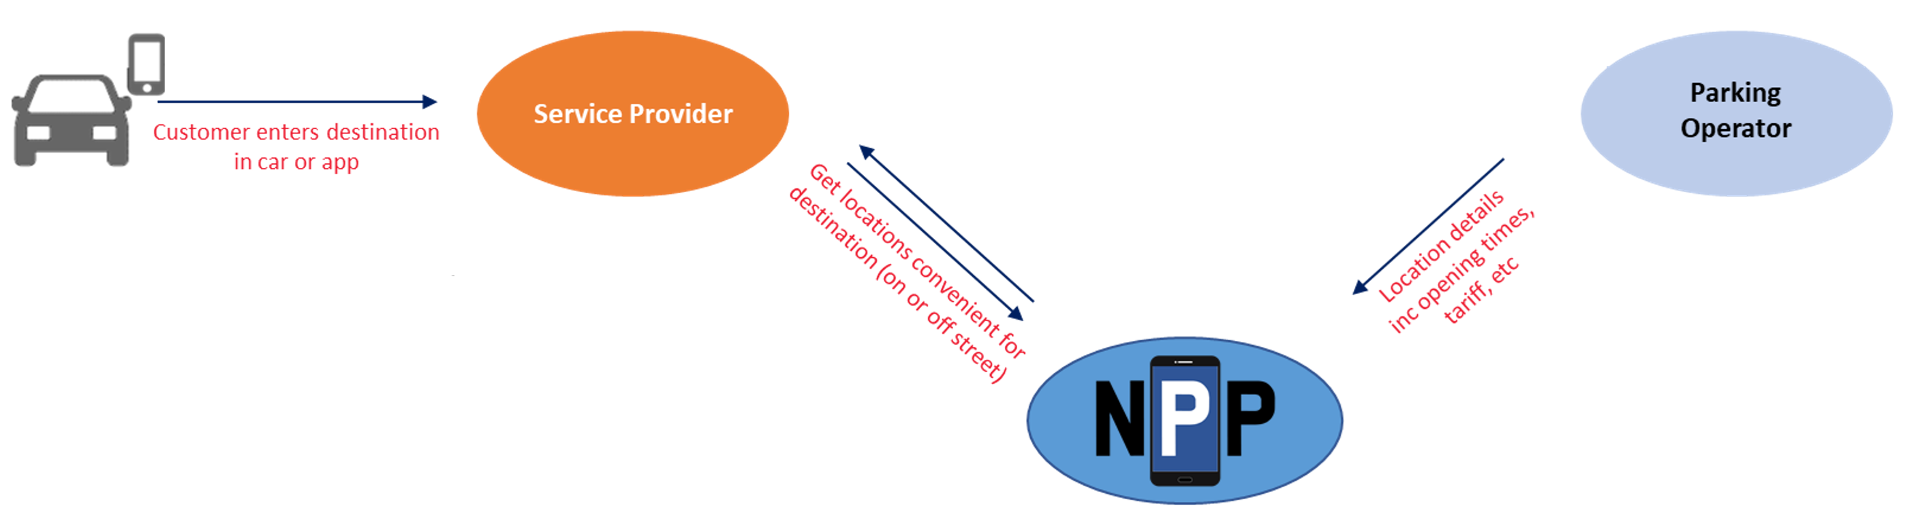 Customer enters destination
in car or app
Service Provider
Get locations convenient for
destination (on or off street)
NPP
Location details
inc opening times,
tariff, etc
Parking
Operator